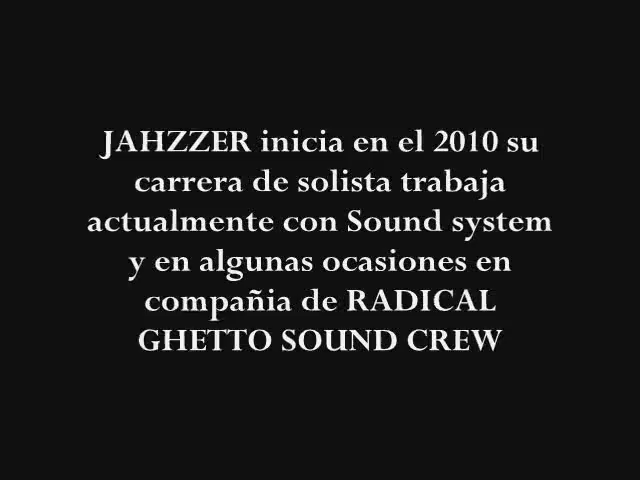 JAHZZER inicia en el 2010 su
carrera de solista trabaja
actualmente con Sound system
y en algunas ocasiones en
compañia de RADICAL
GHETTO SOUND CREW